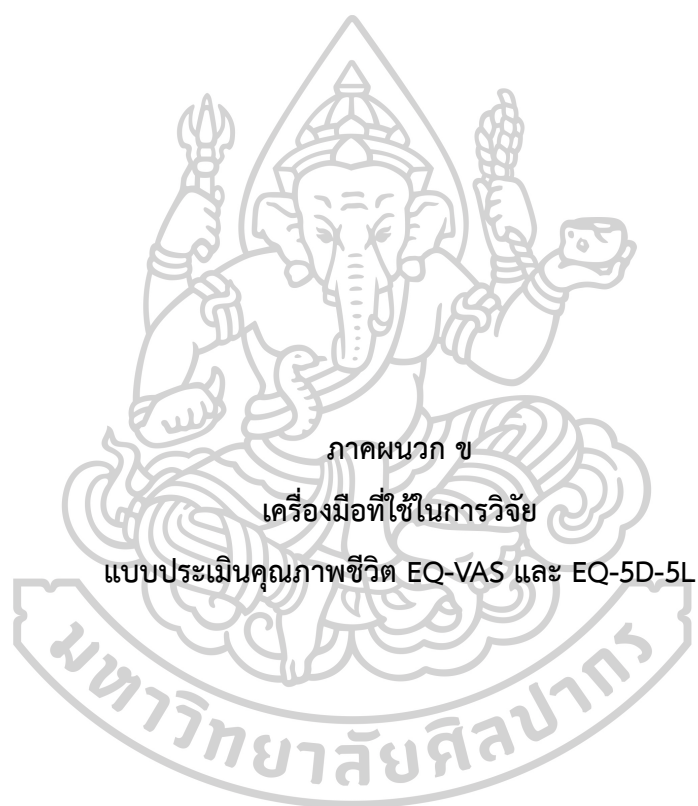 ภาคผนวก ข
เครื่องมือที่ใช้ในการวิจัย
แบบประเมินคุณภาพชีวิต EQ-VAS และ EQ-5D-5L
มหาวิทยาลัยศิลปากร